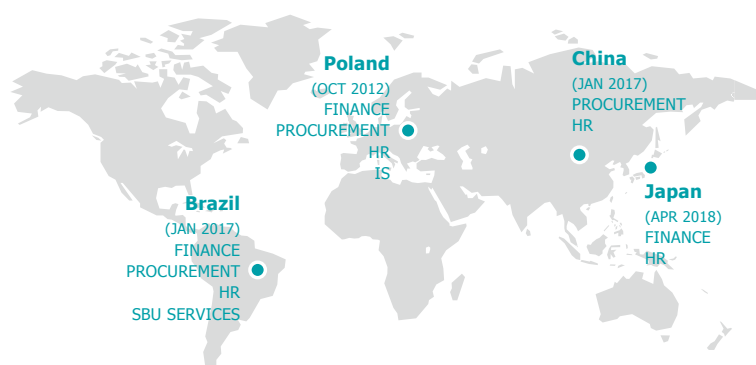 Poland
(OCT 2012)
FINANCE
PROCUREMENT
HR
IS
China
(JAN 2017)
PROCUREMENT
HR
Brazil
(JAN 2017)
FINANCE
PROCUREMENT
HR
SBU SERVICES
Japan
(APR 2018)
FINANCE
HR